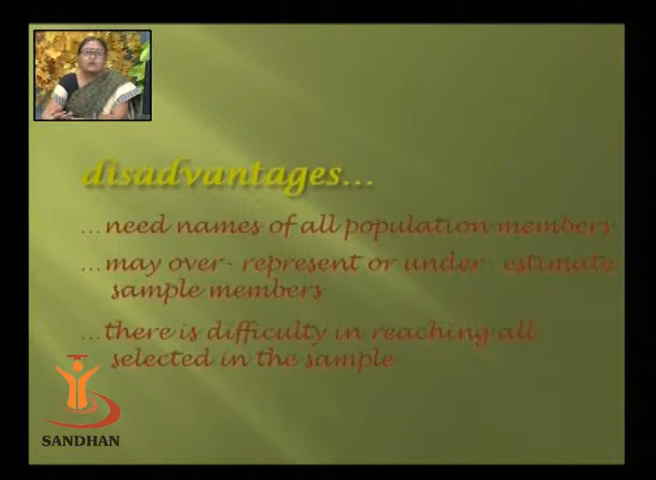 disadvantages...
...need names of all population members
...may over- represent or under- estimate
sample members
...there is difficulty in reaching all
selected in the sample
SANDHAN